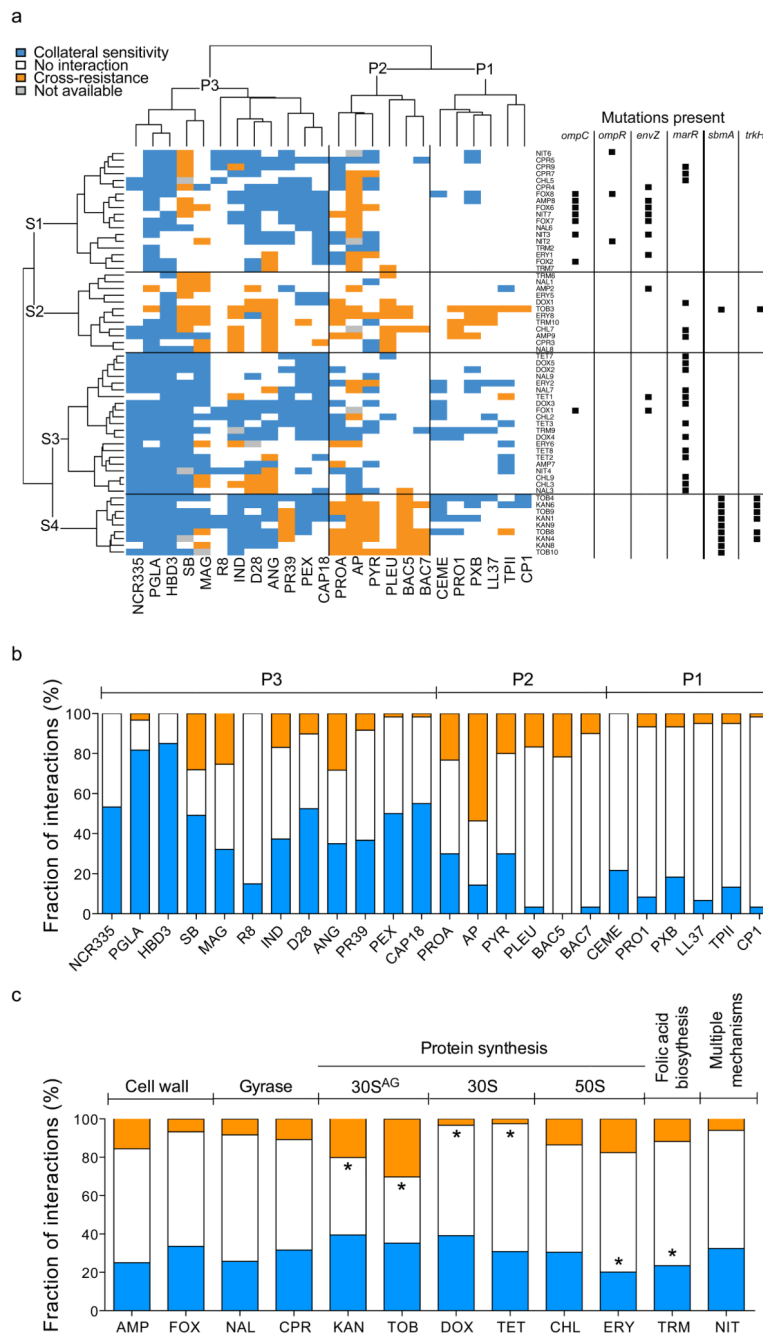 a
Collateral sensitivity
No interaction
Cross-resistance
Not available
P3
P2
P1
Mutations present
ompC ompR envZ marR sbmA trkH
S1
S2
S3
S4
NIT6
CPR5
CPR9
CPR7
CHL5
CPR4
FOX8
AMP8
FOX6
NIT7
FOX7
NAL6
NIT3
NIT2
TRM2
ERY1
FOX2
TRM7
TRM6
NAL1
AMP2
ERY5
DOX1
TOB3
ERY8
TRM10
CHL7
AMP9
CPR3
NAL8
TET7
DOX5
DOX2
NAL9
ERY2
NAL7
TET1
DOX3
FOX1
CHL2
TET3
TRM9
DOX4
ERY6
TET8
TET2
AMP7
NIT4
CHL9
CHL3
NAL3
TOB4
KAN6
TOB9
KAN1
KAN9
TOB8
KAN4
KAN8
TOB10
NCR335 PGLA HBD3 SB MAG R8 IND D28 ANG PR39 PEX CAP18 PROA AP PYR PLEU BAC5 BAC7 CEME PRO1 PXB LL37 TPII CP1
b
P3 P2 P1
Fraction of interactions (%)
100
80
60
40
20
0
NCR335 PGLA HBD3 SB MAG R8 IND D28 ANG PR39 PEX CAP18 PROA AP PYR PLEU BAC5 BAC7 CEME PRO1 PXB LL37 TPII CP1
c
Protein synthesis
Folic acid
biosythesis
Multiple
mechanisms
Cell wall Gyrase 30SAG 30S 50S
Fraction of interactions (%)
100
80
60
40
20
0
* * * * * *
AMP FOX NAL CPR KAN TOB DOX TET CHL ERY TRM NIT